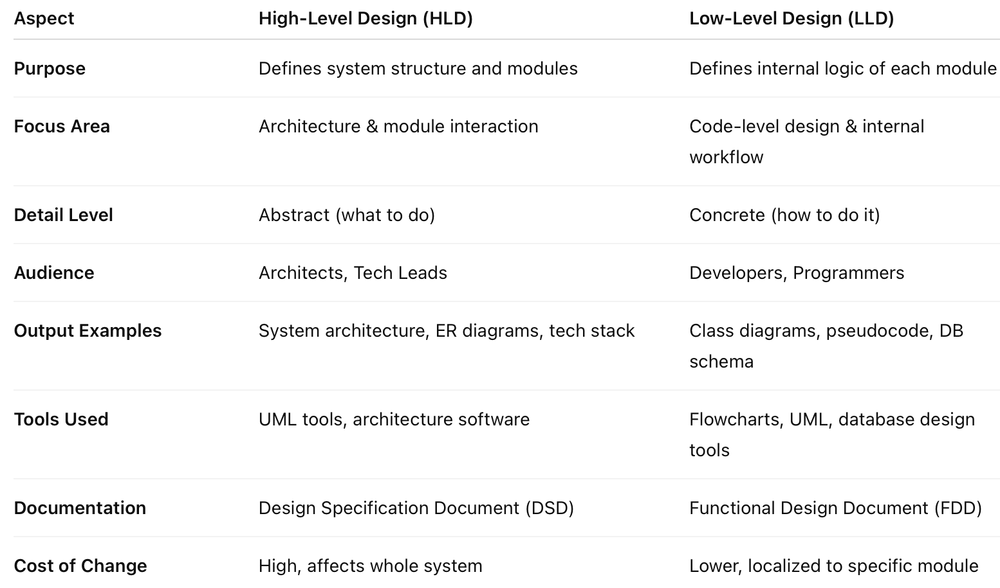 Aspect High-Level Design (HLD) Low-Level Design (LLD)
Purpose Defines system structure and modules Defines internal logic of each module
Focus Area Architecture & module interaction Code-level design & internal
workflow
Detail Level Abstract (what to do) Concrete (how to do it)
Audience Architects, Tech Leads Developers, Programmers
Output Examples System architecture, ER diagrams, tech stack Class diagrams, pseudocode, DB
schema
Tools Used UML tools, architecture software Flowcharts, UML, database design
tools
Documentation Design Specification Document (DSD) Functional Design Document (FDD)
Cost of Change High, affects whole system Lower, localized to specific module